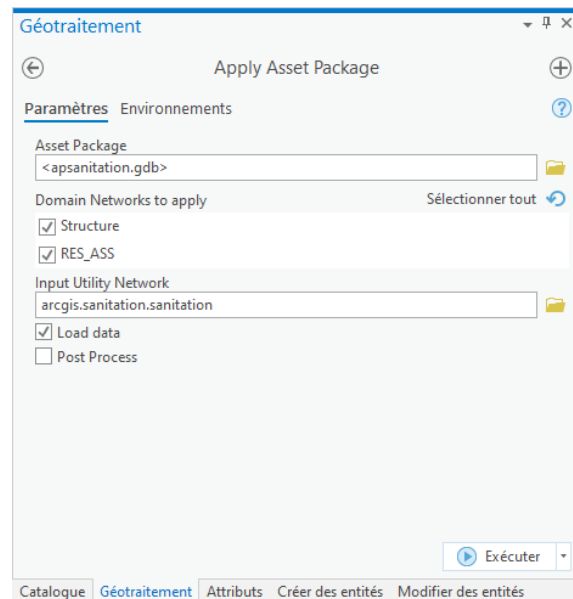 Géotraitement
Apply Asset Package
Paramètres Environnements
Asset Package
<apsanitation.gdb>
Domain Networks to apply Sélectionner tout
Structure
RES_ASS
Input Utility Network
arcgis.sanitation.sanitation
Load data
Post Process
Exécuter
Catalogue Géotraitement Attributs Créer des entités Modifier des entités